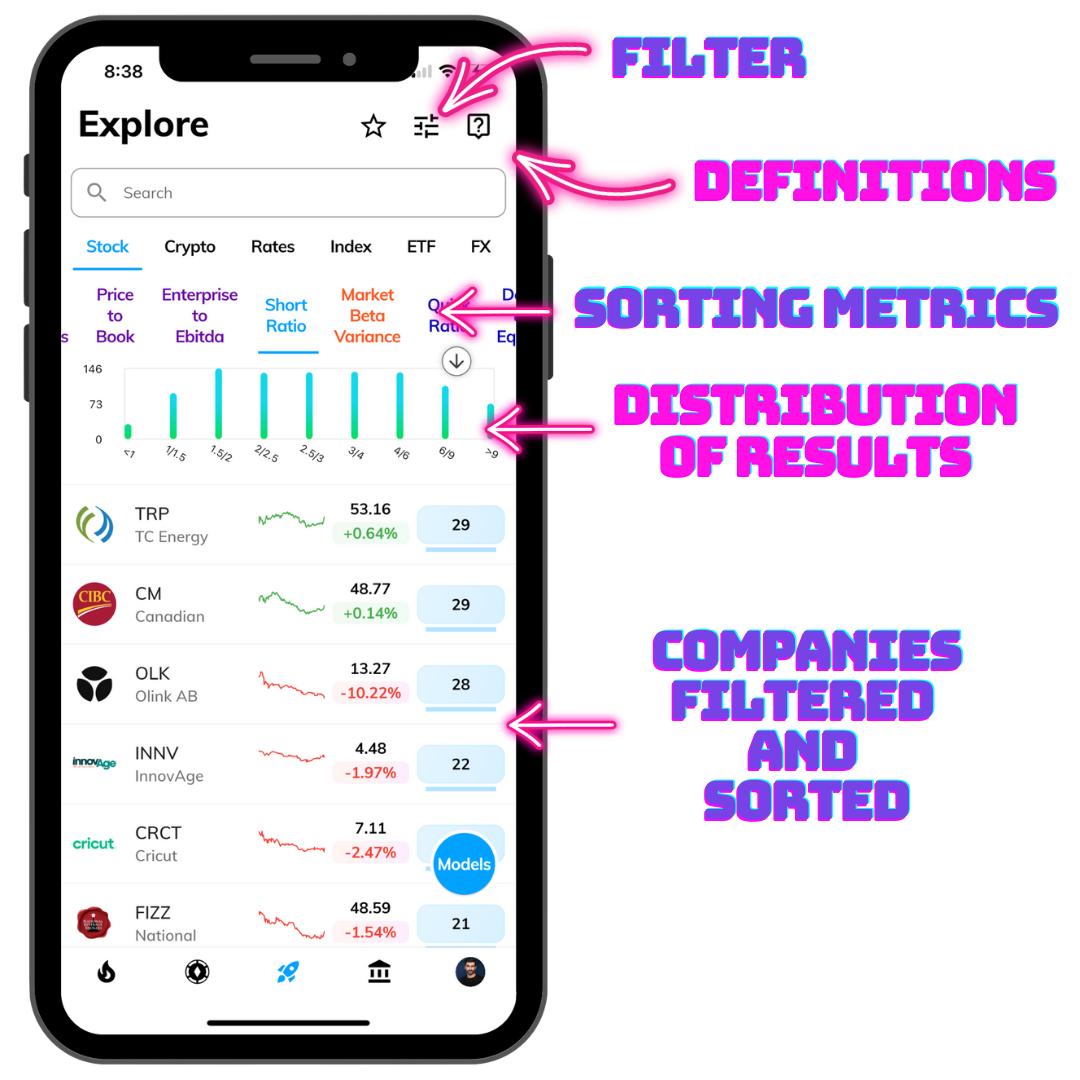 8:38
FILTER
Explore
DEFINITIONS
Search
Stock Crypto Rates Index ETF FX
Price to Book
Enterprise to Ebitda
Short Ratio
Market Beta Variance
SORTING METRICS
146
73
0
<1 1/1.5 1.5/2 2/2.5 2.5/3 3/4 4/6 6/9 >9
DISTRIBUTION
OF RESULTS
TRP 53.16
TC Energy +0.64% 29
CM 48.77
CIBC Canadian +0.14% 29
OLK 13.27
Olink AB -10.22% 28
INNV 4.48
innovAge InnovAge -1.97% 22
CRCT 7.11
cricut Cricut -2.47%
Models
FIZZ 48.59
National -1.54% 21
COMPANIES
FILTERED
AND
SORTED